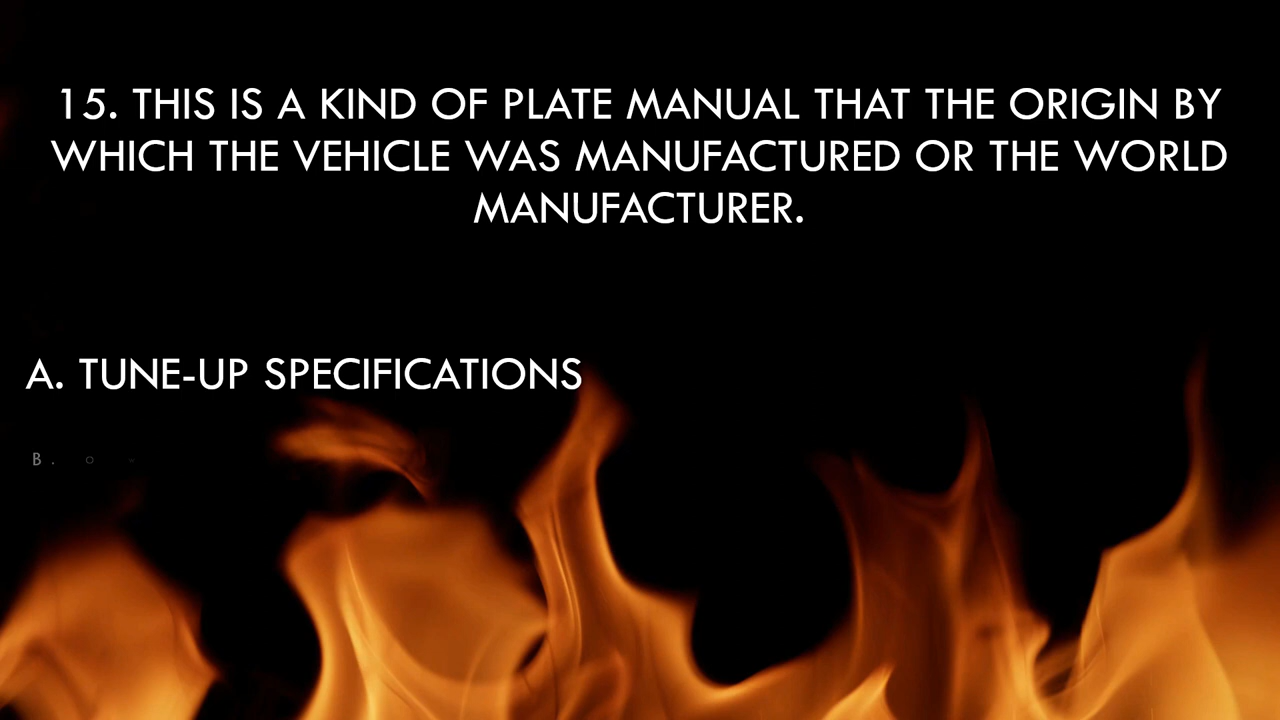 15. THIS IS A KIND OF PLATE MANUAL THAT THE ORIGIN BY
WHICH THE VEHICLE WAS MANUFACTURED OR THE WORLD
MANUFACTURER.
A. TUNE-UP SPECIFICATIONS
B.